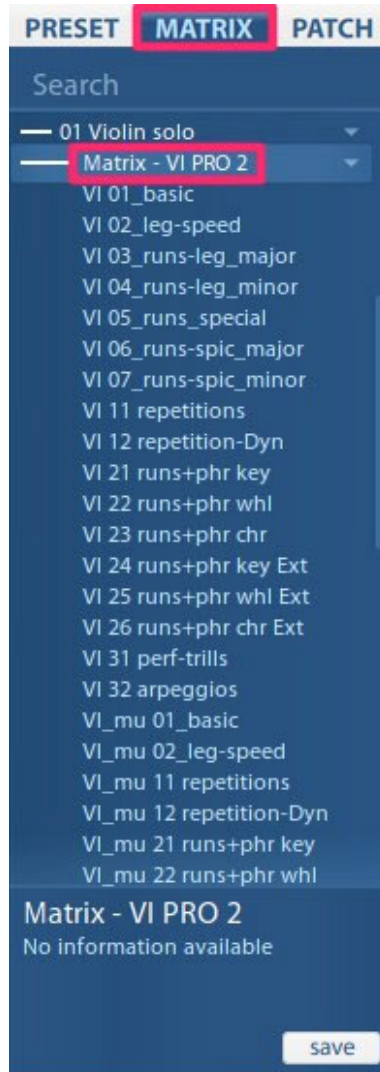 PRESET MATRIX PATCH
Search
01 Violin solo
Matrix - VI PRO 2
VI 01_basic
VI 02_leg-speed
VI 03_runs-leg_major
VI 04_runs-leg_minor
VI 05_runs_special
VI 06_runs-spic_major
VI 07_runs-spic_minor
VI 11 repetitions
VI 12 repetition-Dyn
VI 21 runs+phr key
VI 22 runs+phr whl
VI 23 runs+phr chr
VI 24 runs+phr key Ext
VI 25 runs+phr whl Ext
VI 26 runs+phr chr Ext
VI 31 perf-trills
VI 32 arpeggios
VI_mu 01_basic
VI_mu 02_leg-speed
VI_mu 11 repetitions
VI_mu 12 repetition-Dyn
VI_mu 21 runs+phr key
VI_mu 22 runs+phr whl
Matrix - VI PRO 2
No information available
save